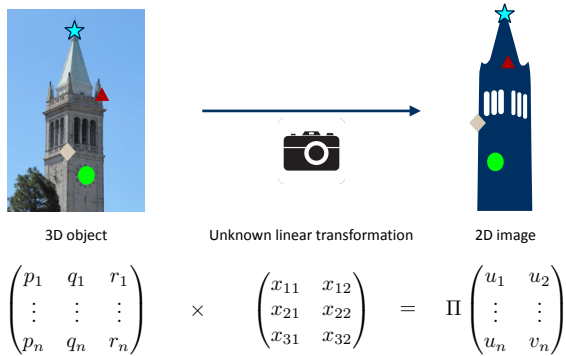 3D object Unknown linear transformation 2D image
p₁ q₁ r₁ x₁₁ x₁₂ u₁ u₂
⋮ ⋮ ⋮ × x₂₁ x₂₂ = Π ⋮ ⋮
pₙ qₙ rₙ x₃₁ x₃₂ uₙ vₙ